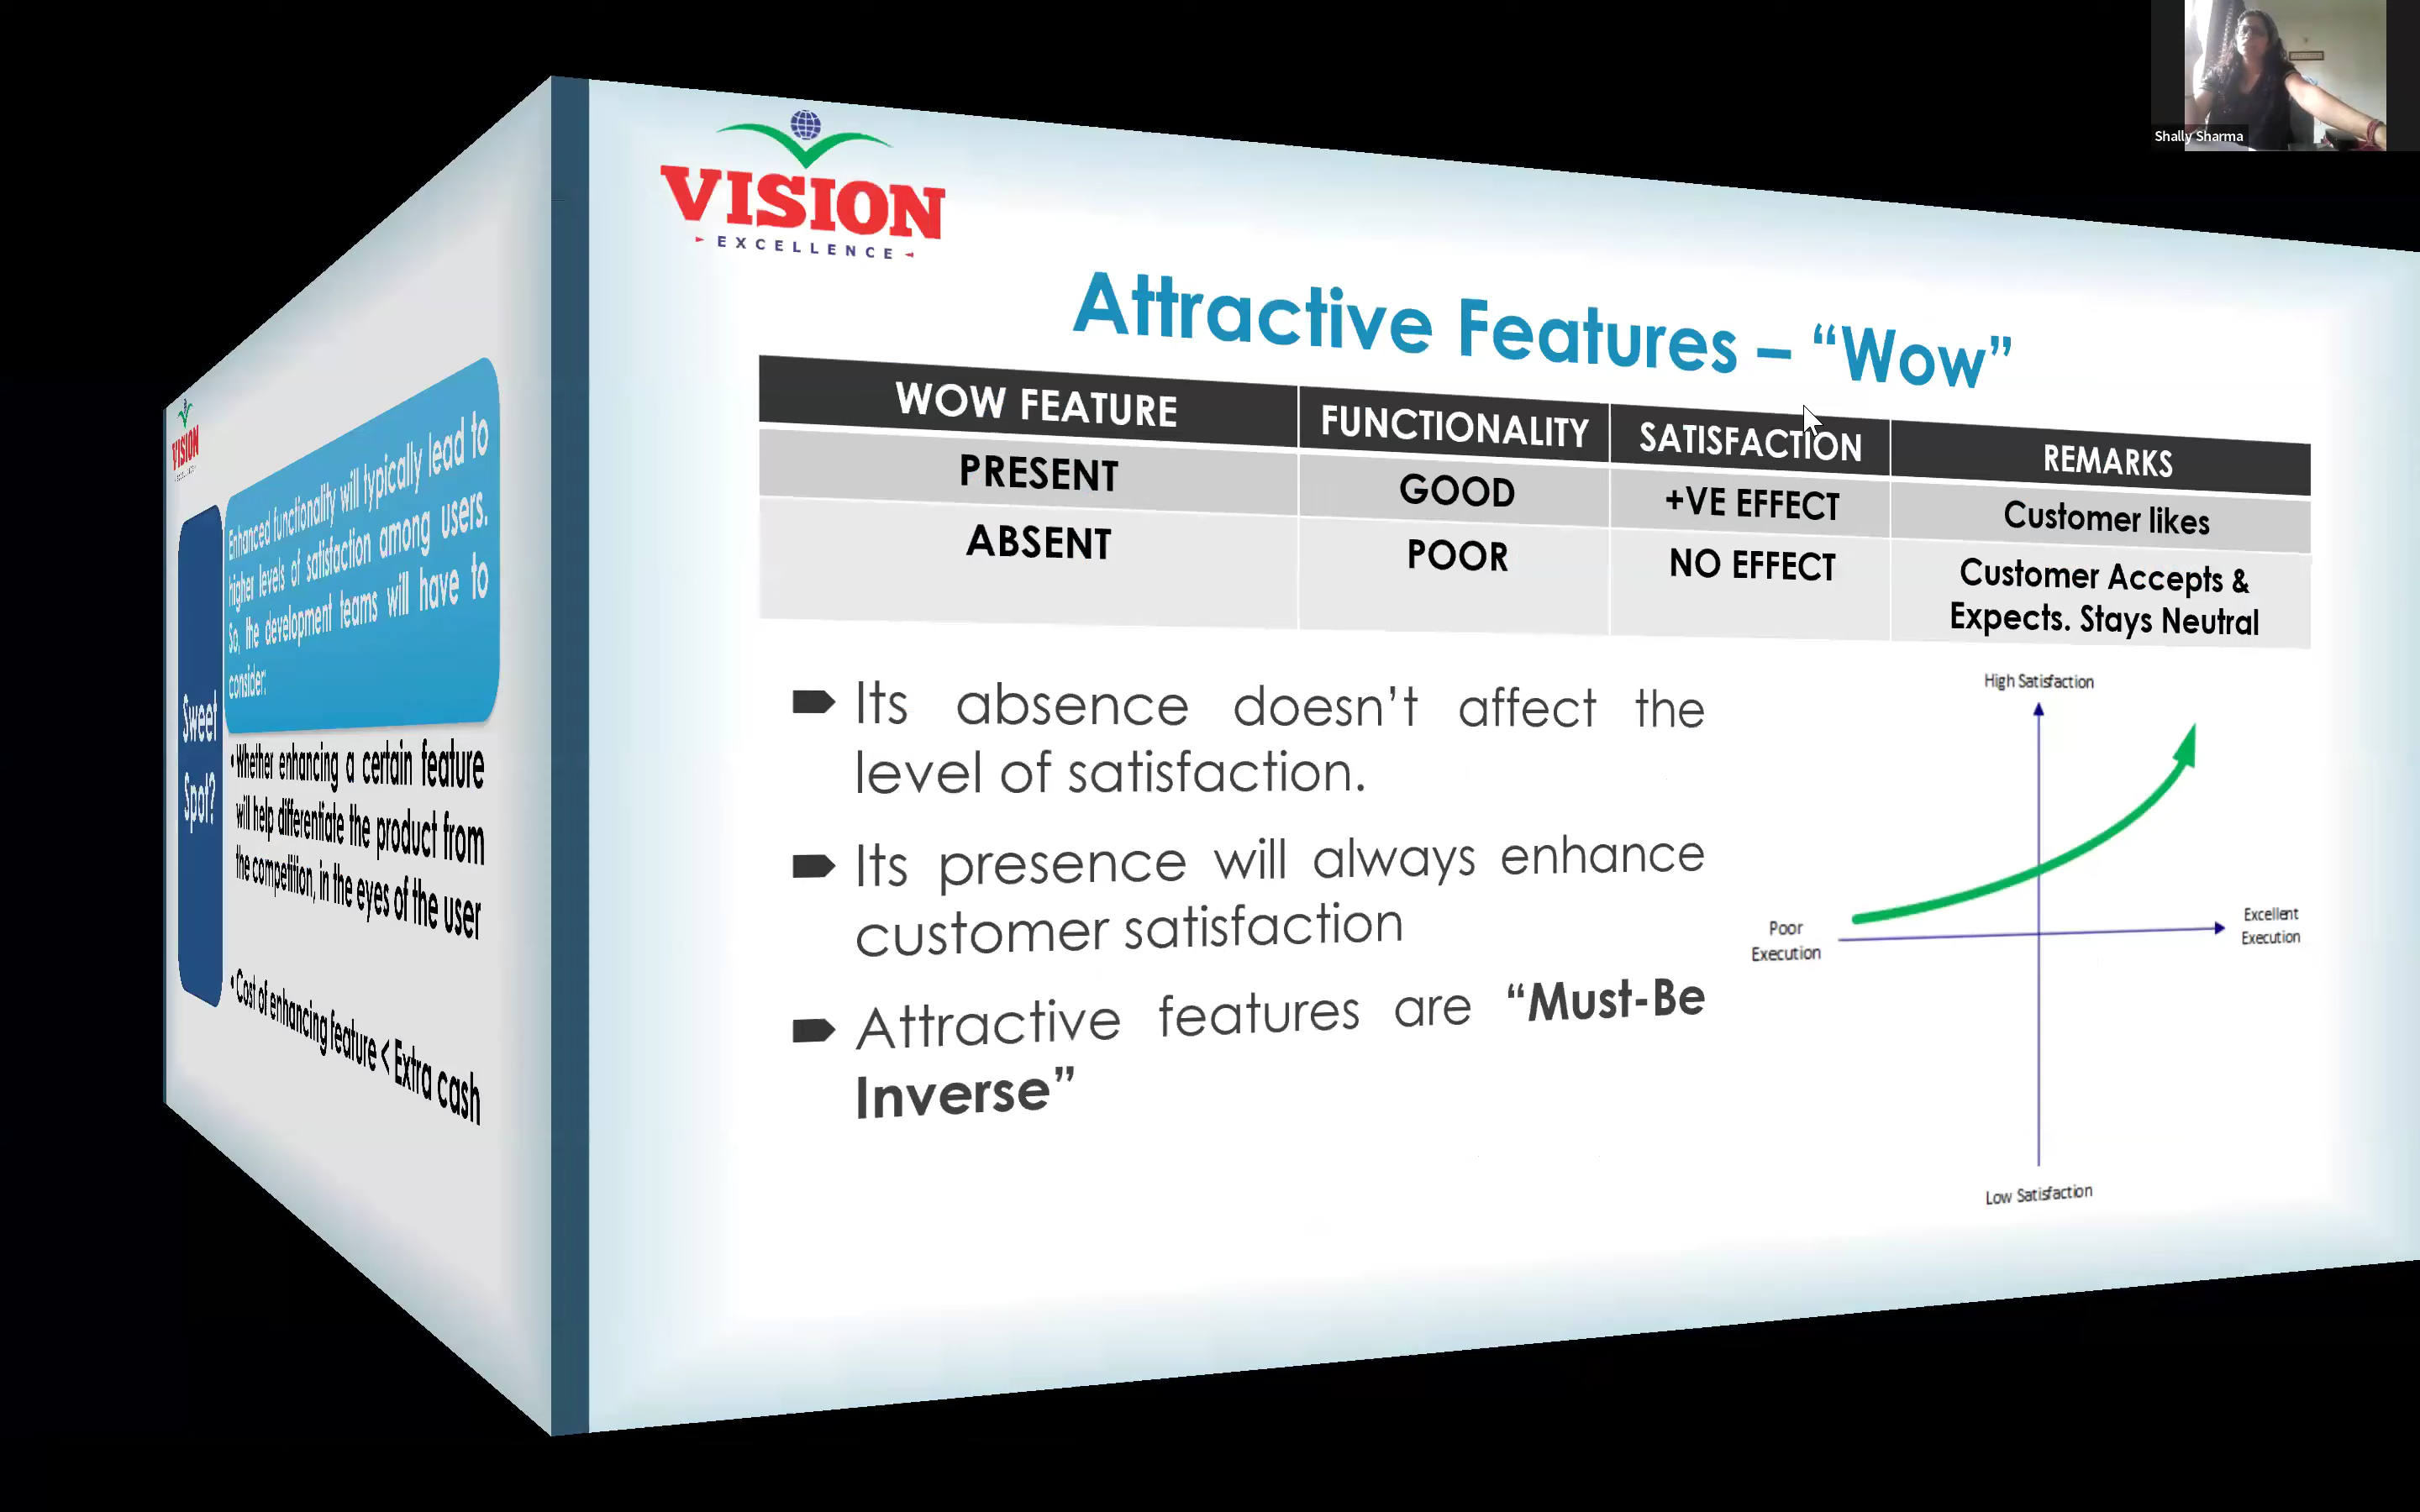 Shally Sharma
VISION
EXCELLENCE
Attractive Features – “Wow”
WOW FEATURE FUNCTIONALITY SATISFACTION REMARKS
PRESENT GOOD +VE EFFECT Customer likes
ABSENT POOR NO EFFECT Customer Accepts &
Expects. Stays Neutral
Its absence doesn’t affect the
level of satisfaction.
Its presence will always enhance
customer satisfaction
Attractive features are “Must-Be
Inverse”
High Satisfaction
Poor
Execution
Excellent
Execution
Low Satisfaction
VISION
Sweet
Spot?
Enhanced functionality will typically lead to
higher levels of satisfaction among users.
So, the development teams will have to
consider:
• Whether enhancing a certain feature
will help differentiate the product from
the competition, in the eyes of the user
• Cost of enhancing feature < Extra cash